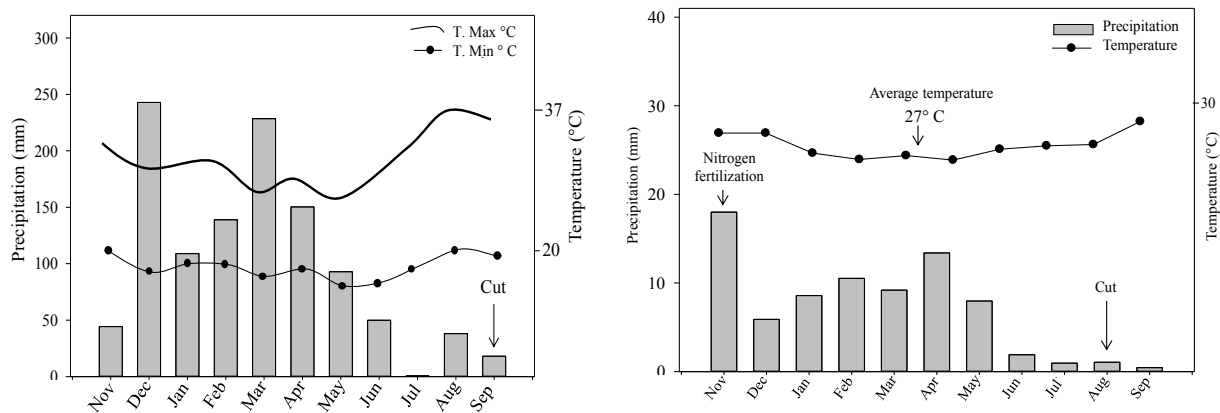 300
250
200
150
100
50
0
Precipitation (mm)
T. Max °C
T. Min ° C
37
20
Temperature (°C)
Cut
Nov
Dec
Jan
Feb
Mar
Apr
May
Jun
Jul
Aug
Sep
40
30
20
10
0
Precipitation (mm)
Precipitation
Temperature
Average temperature
27° C
Nitrogen
fertilization
Cut
30
Temperature (°C)
Nov
Dec
Jan
Feb
Mar
Apr
May
Jun
Jul
Aug
Sep